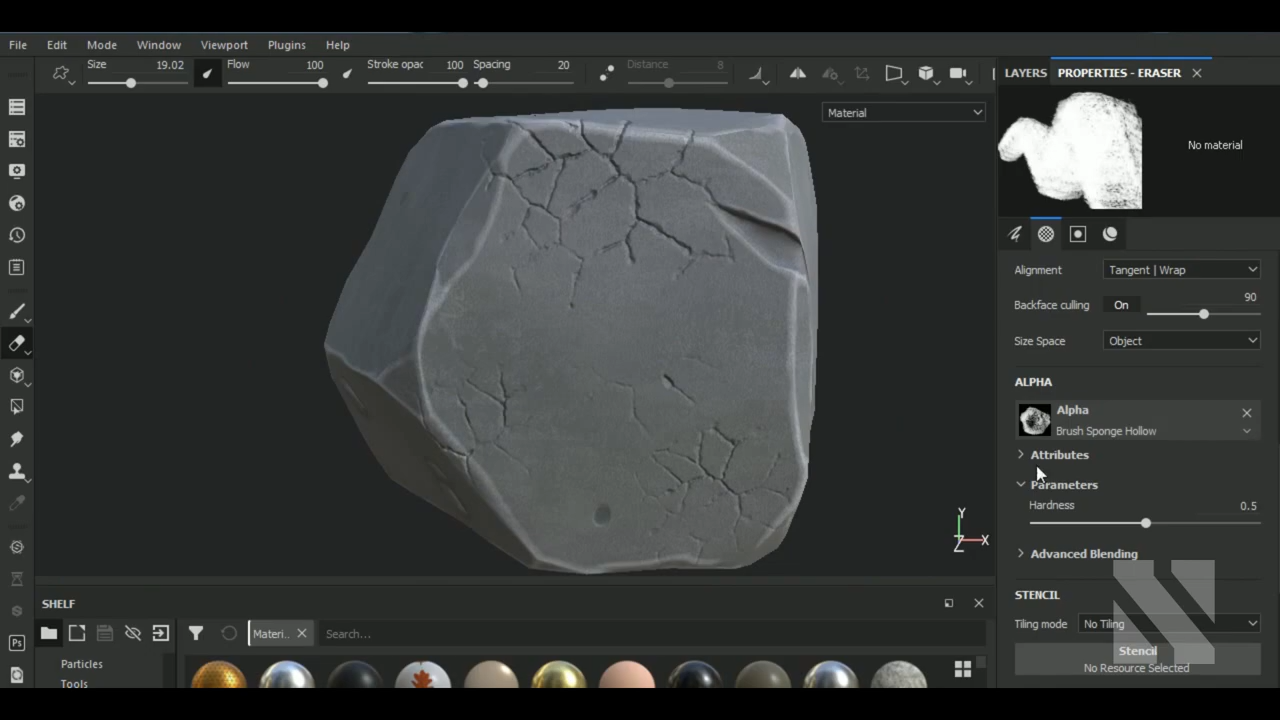 File Edit Mode Window Viewport Plugins Help
Size 19.02 Flow 100 Stroke opac 100 Spacing 20 Distance 8
LAYERS PROPERTIES - ERASER
Material
No material
Alignment Tangent | Wrap
Backface culling On 90
Size Space Object
ALPHA
Alpha
Brush Sponge Hollow
Attributes
Parameters
Hardness 0.5
Advanced Blending
STENCIL
Tiling mode No Tiling
Stencil
No Resource Selected
Y
Z X
SHELF
Materi.. Search...
Particles
Tools
Ps